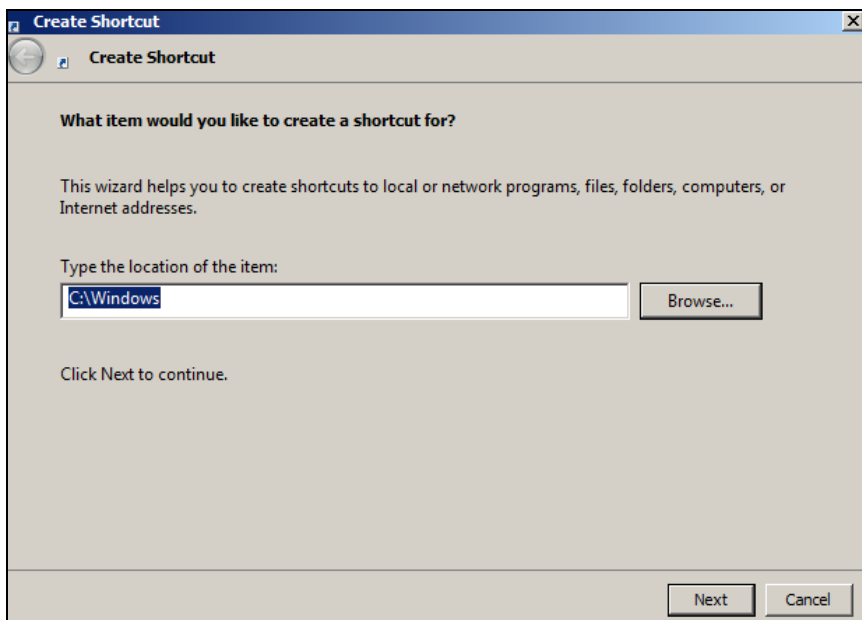 Create Shortcut
Create Shortcut
What item would you like to create a shortcut for?
This wizard helps you to create shortcuts to local or network programs, files, folders, computers, or
Internet addresses.
Type the location of the item:
C:\Windows
Browse...
Click Next to continue.
Next
Cancel